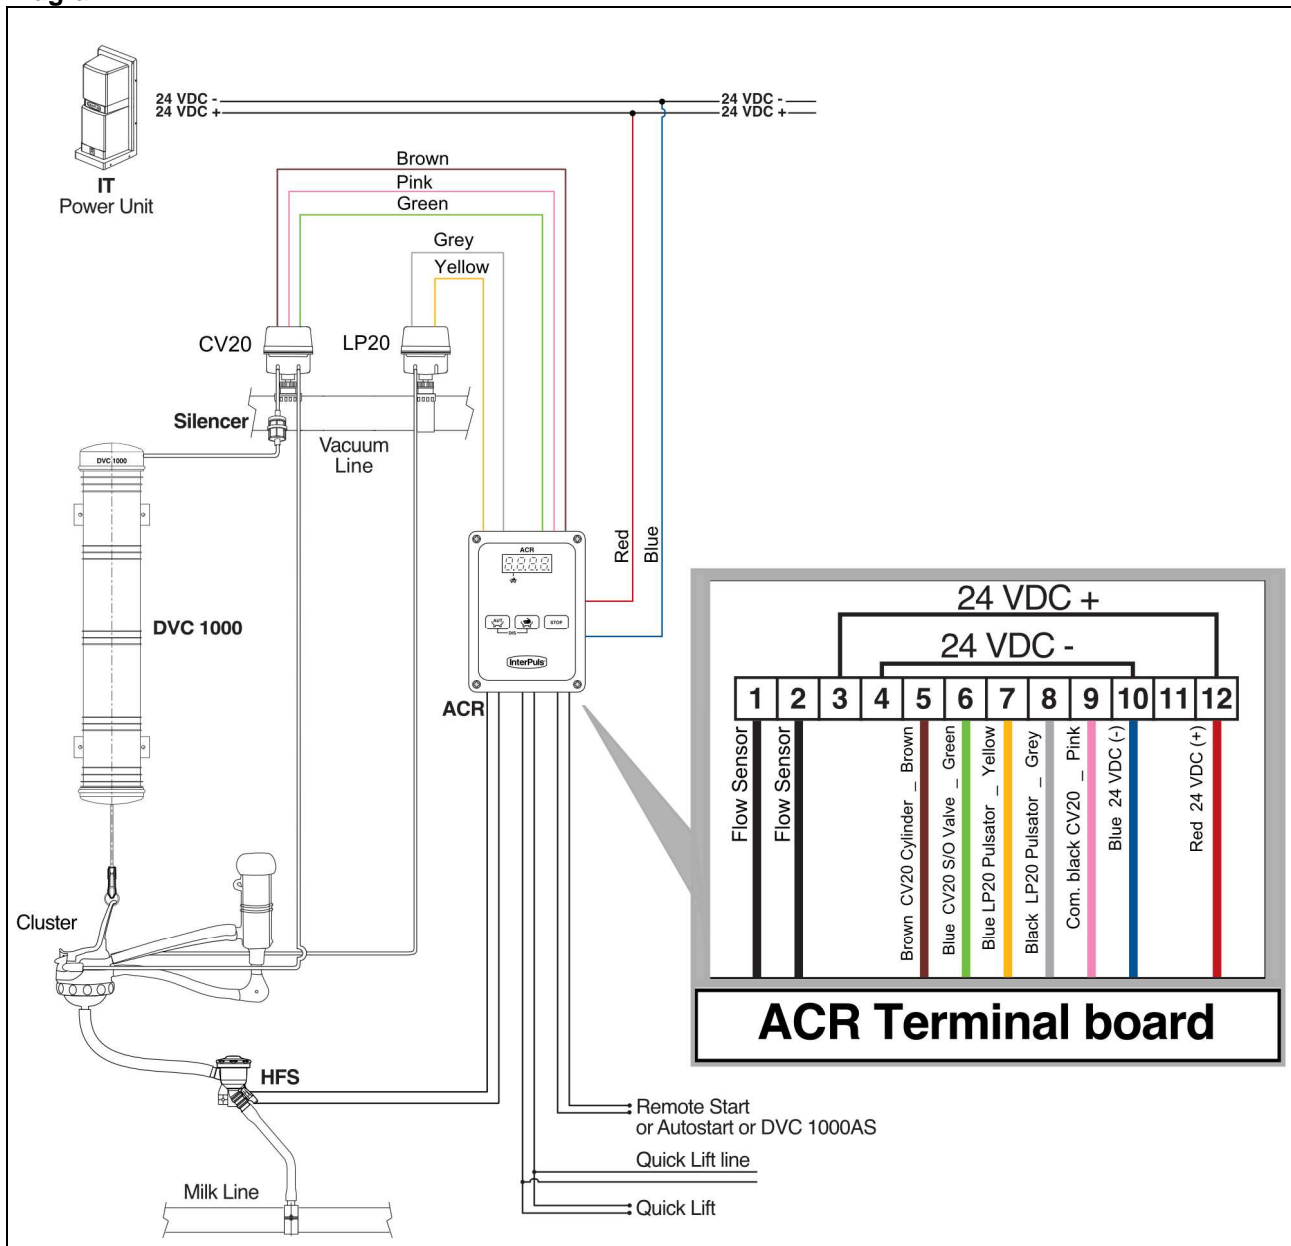 24 VDC -
24 VDC +
24 VDC -
24 VDC +
IT
Power Unit
Brown
Pink
Green
Grey
Yellow
CV20
LP20
Silencer
Vacuum
Line
DVC 1000
DVC 1000
Red
Blue
ACR
8.8.8.8.
AUT
DIS
STOP
InterPuls
ACR
24 VDC +
24 VDC -
1 2 3 4 5 6 7 8 9 10 11 12
Flow Sensor
Flow Sensor
Brown CV20 Cylinder _ Brown
Blue CV20 S/O Valve _ Green
Blue LP20 Pulsator _ Yellow
Black LP20 Pulsator _ Grey
Com. black CV20 _ Pink
Blue 24 VDC (-)
Red 24 VDC (+)
ACR Terminal board
Cluster
HFS
Remote Start
or Autostart or DVC 1000AS
Quick Lift line
Quick Lift
Milk Line